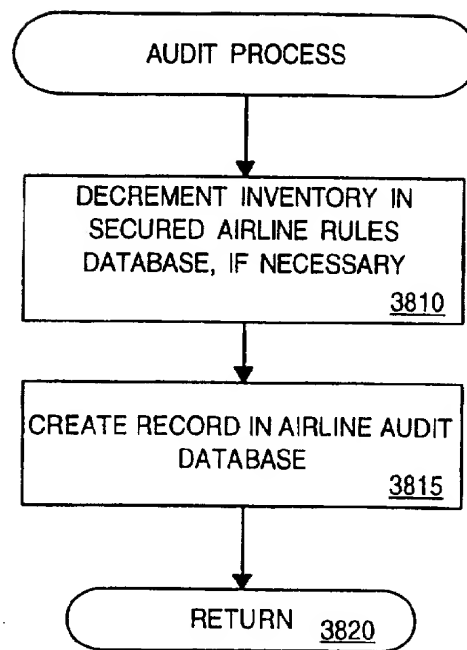 AUDIT PROCESS
DECREMENT INVENTORY IN
SECURED AIRLINE RULES
DATABASE, IF NECESSARY
3810
CREATE RECORD IN AIRLINE AUDIT
DATABASE
3815
RETURN 3820